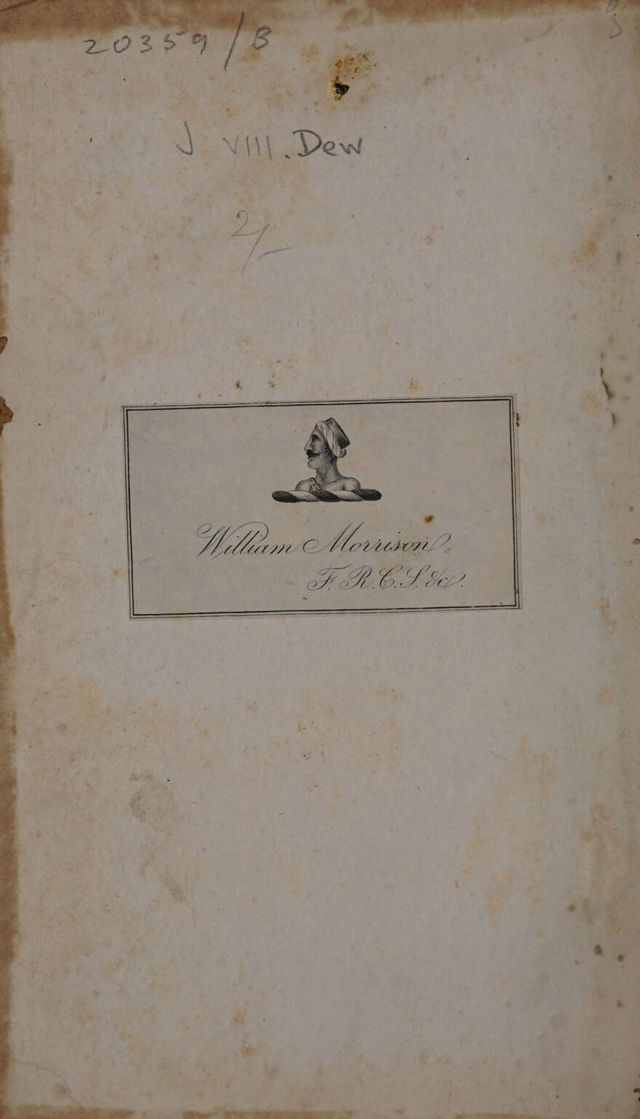 20359/B
J VIII. Dew
2/-
William Morrison,
F.R.C.S. &c.